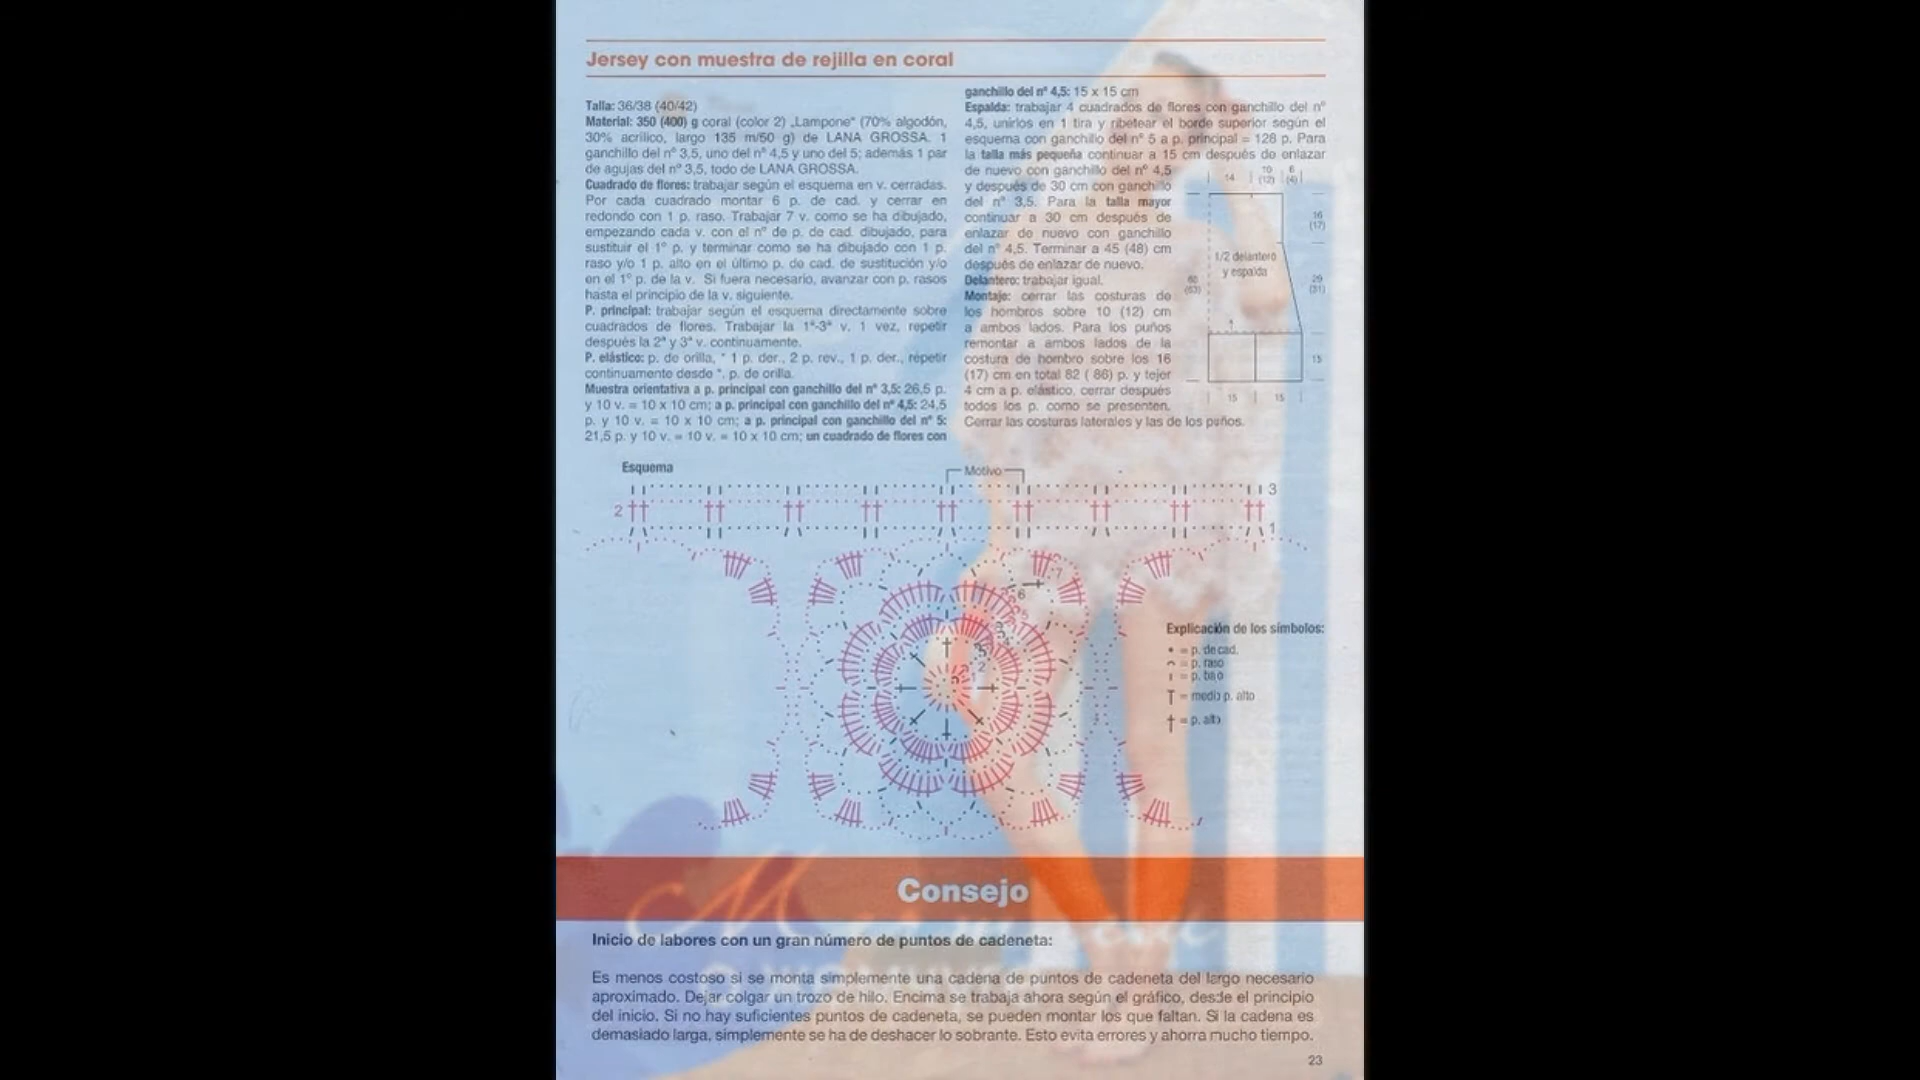 Jersey con muestra de rejilla en coral
Talla: 36/38 (40/42)
Material: 350 (400) g coral (color 2) „Lampone“ (70% algodón,
30% acrílico, largo 135 m/50 g) de LANA GROSSA. 1
ganchillo del nº 3,5, uno del nº 4,5 y uno del 5; además 1 par
de agujas del nº 3,5, todo de LANA GROSSA.
Cuadrado de flores: trabajar según el esquema en v. cerradas.
Por cada cuadrado montar 6 p. de cad. y cerrar en
redondo con 1 p. raso. Trabajar 7 v. como se ha dibujado,
empezando cada v. con el nº de p. de cad. dibujado, para
sustituir el 1º p. y terminar como se ha dibujado con 1 p.
raso y/o 1 p. alto en el último p. de cad. de sustitución y/o
en el 1º p. de la v. Si fuera necesario, avanzar con p. rasos
hasta el principio de la v. siguiente.
P. principal: trabajar según el esquema directamente sobre
cuadrados de flores. Trabajar la 1ª-3ª v. 1 vez, repetir
después la 2ª y 3ª v. continuamente.
P. elástico: p. de orilla, * 1 p. der., 2 p. rev., 1 p. der., repetir
continuamente desde *, p. de orilla.
Muestra orientativa a p. principal con ganchillo del nº 3,5: 26,5 p.
y 10 v. = 10 x 10 cm; a p. principal con ganchillo del nº 4,5: 24,5
p. y 10 v. = 10 x 10 cm; a p. principal con ganchillo del nº 5:
21,5 p. y 10 v. = 10 v. = 10 x 10 cm; un cuadrado de flores con
ganchillo del nº 4,5: 15 x 15 cm
Espalda: trabajar 4 cuadrados de flores con ganchillo del nº
4,5, unirlos en 1 tira y ribetear el borde superior según el
esquema con ganchillo del nº 5 a p. principal = 128 p. Para
la talla más pequeña continuar a 15 cm después de enlazar
de nuevo con ganchillo del nº 4,5
y después de 30 cm con ganchillo
del nº 3,5. Para la talla mayor
continuar a 30 cm después de
enlazar de nuevo con ganchillo
del nº 4,5. Terminar a 45 (48) cm
después de enlazar de nuevo.
Delantero: trabajar igual.
Montaje: cerrar las costuras de
los hombros sobre 10 (12) cm
a ambos lados. Para los puños
remontar a ambos lados de la
costura de hombro sobre los 16
(17) cm en total 82 ( 86) p. y tejer
4 cm a p. elástico, cerrar después
todos los p. como se presenten.
Cerrar las costuras laterales y las de los puños.
14
10
(12)
6
(4)
16
(17)
1/2 delantero
y espalda
60
(63)
29
(31)
1
15
15
15
Esquema
Motivo
3
2
1
7
6
5
2
Explicación de los símbolos:
= p. de cad.
= p. raso
= p. bajo
= medio p. alto
= p. alto
Consejo
Inicio de labores con un gran número de puntos de cadeneta:
Es menos costoso si se monta simplemente una cadena de puntos de cadeneta del largo necesario
aproximado. Dejar colgar un trozo de hilo. Encima se trabaja ahora según el gráfico, desde el principio
del inicio. Si no hay suficientes puntos de cadeneta, se pueden montar los que faltan. Si la cadena es
demasiado larga, simplemente se ha de deshacer lo sobrante. Esto evita errores y ahorra mucho tiempo.
23